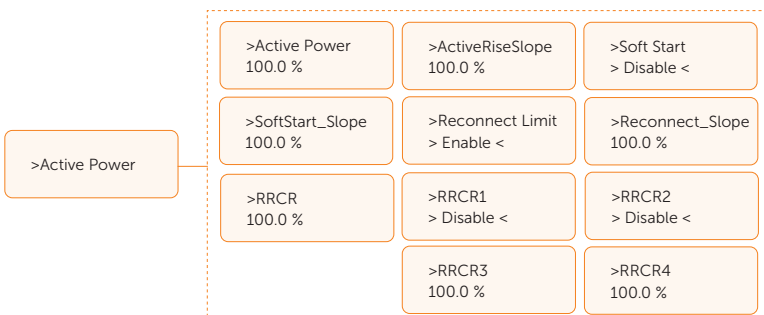 >Active Power
>Active Power
100.0 %
>ActiveRiseSlope
100.0 %
>Soft Start
> Disable <
>SoftStart_Slope
100.0 %
>Reconnect Limit
> Enable <
>Reconnect_Slope
100.0 %
>RRCR
100.0 %
>RRCR1
> Disable <
>RRCR2
> Disable <
>RRCR3
100.0 %
>RRCR4
100.0 %